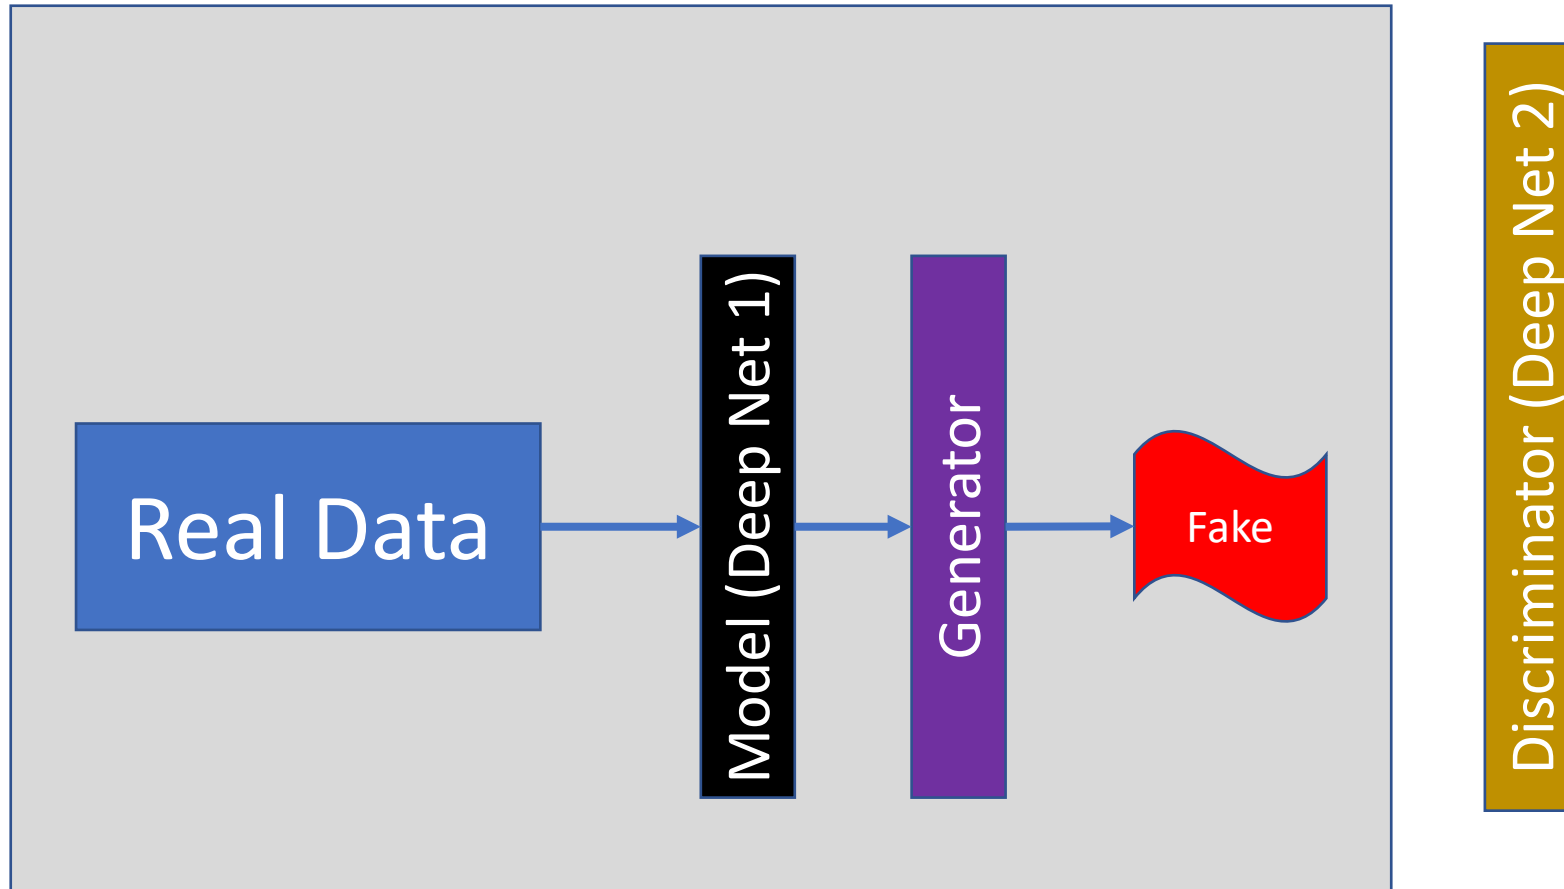 Real Data
Model (Deep Net 1)
Generator
Fake
Discriminator (Deep Net 2)